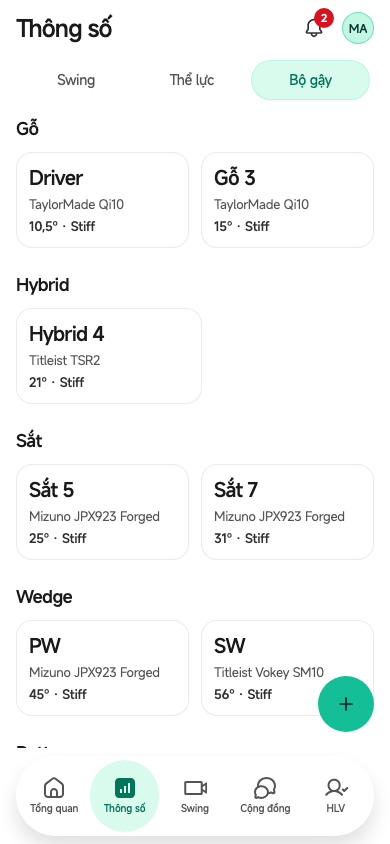 Thông số
2
MA
Swing
Thể lực
Bộ gậy
Gỗ
Driver
TaylorMade Qi10
10,5° · Stiff
Gỗ 3
TaylorMade Qi10
15° · Stiff
Hybrid
Hybrid 4
Titleist TSR2
21° · Stiff
Sắt
Sắt 5
Mizuno JPX923 Forged
25° · Stiff
Sắt 7
Mizuno JPX923 Forged
31° · Stiff
Wedge
PW
Mizuno JPX923 Forged
45° · Stiff
SW
Titleist Vokey SM10
56° · Stiff
Tổng quan
Thông số
Swing
Cộng đồng
HLV